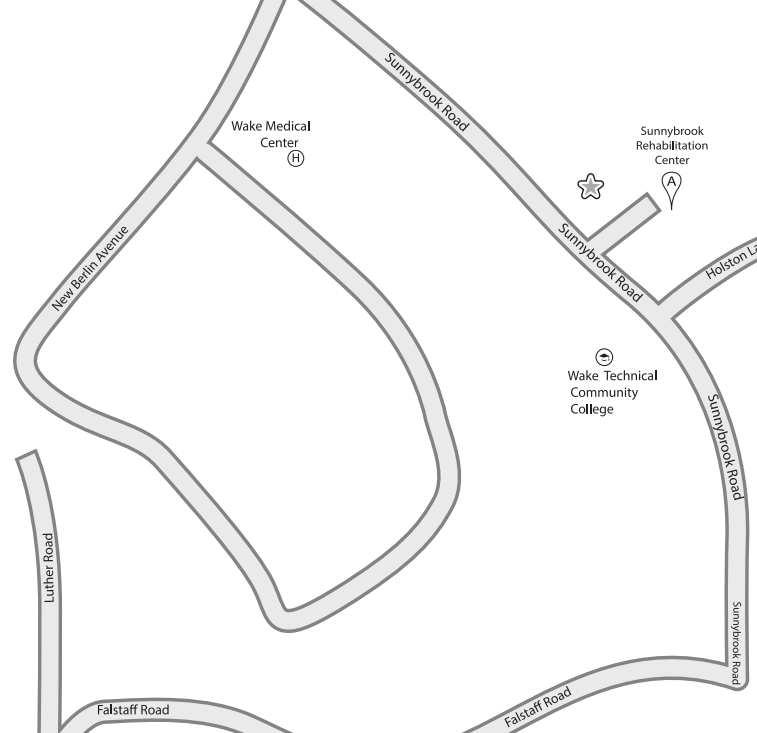 Sunnybrook Road
Wake Medical
Center
H
Sunnybrook
Rehabilitation
Center
A
New Berlin Avenue
Sunnybrook Road
Holston La
Wake Technical
Community
College
Sunnybrook Road
Luther Road
Sunnybrook Road
Falstaff Road
Falstaff Road